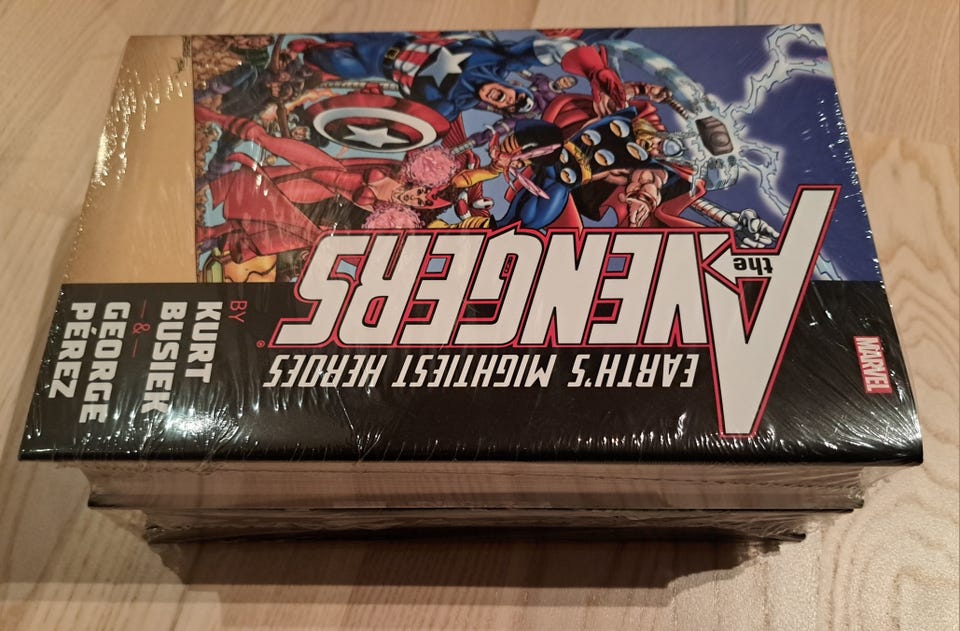 EARTH'S MIGHTIEST HEROES
the
AVENGERS
MARVEL
BY
KURT
BUSIEK
&
GEORGE
PÉREZ